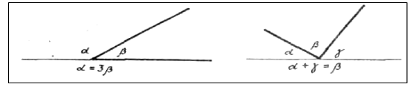 α β
α = 3β
β
α γ
α + γ = β